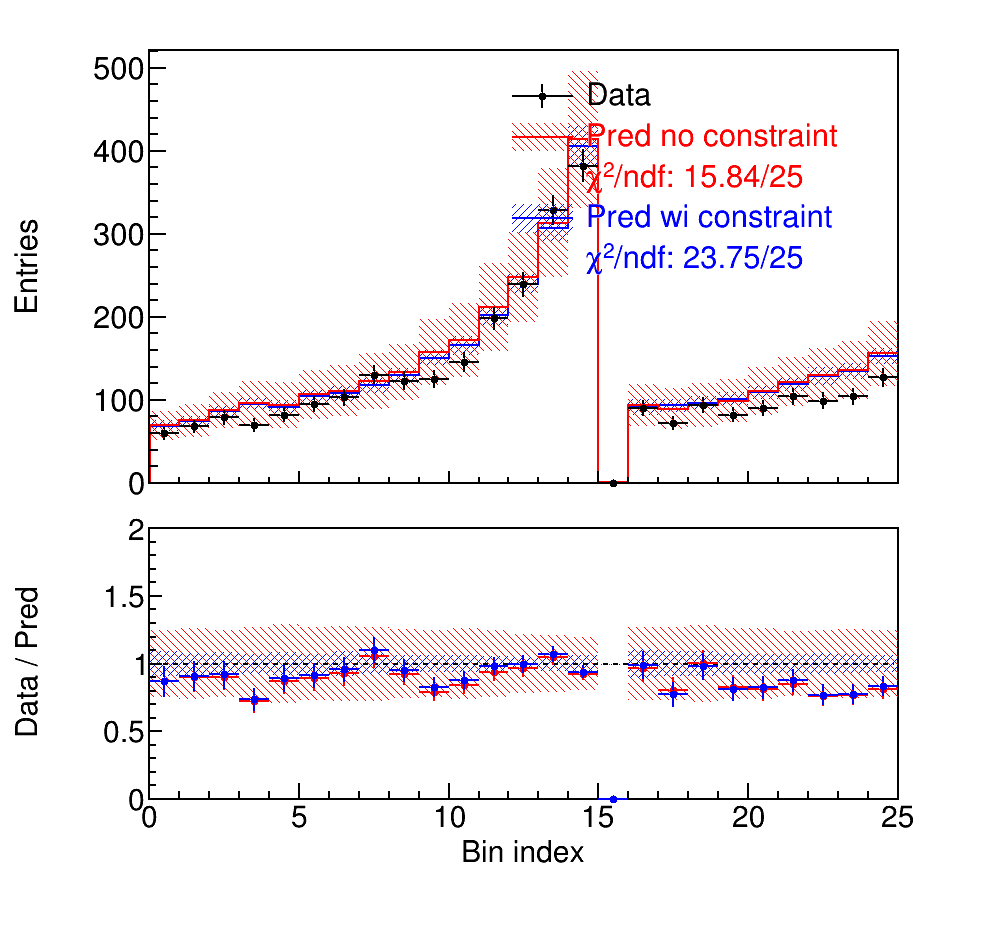 500
400
300
200
100
0
Entries
Data
Pred no constraint
χ²/ndf: 15.84/25
Pred wi constraint
χ²/ndf: 23.75/25
2
1.5
1
0.5
0
Data / Pred
0 5 10 15 20 25
Bin index